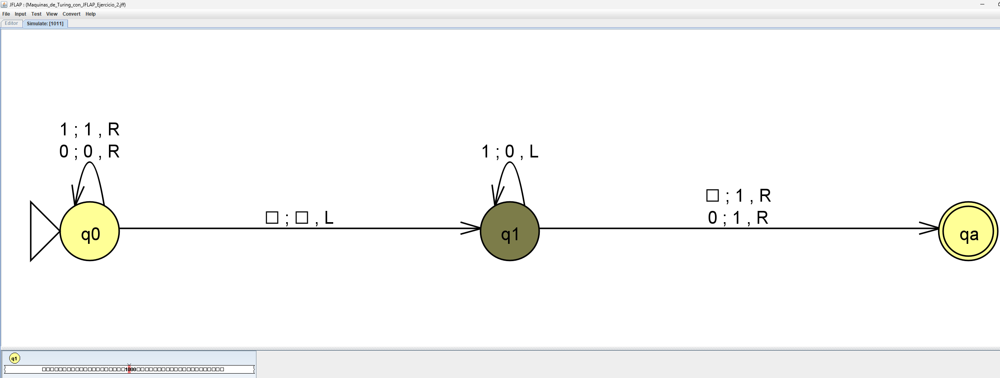 JFLAP : (Maquinas_de_Turing_con_JFLAP_Ejercicio_2.jff)
File Input Test View Convert Help
Editor Simulate: [1011]
1 ; 1 , R
0 ; 0 , R
1 ; 0 , L
□ ; 1 , R
0 ; 1 , R
□ ; □ , L
q0
q1
qa
q1
1000